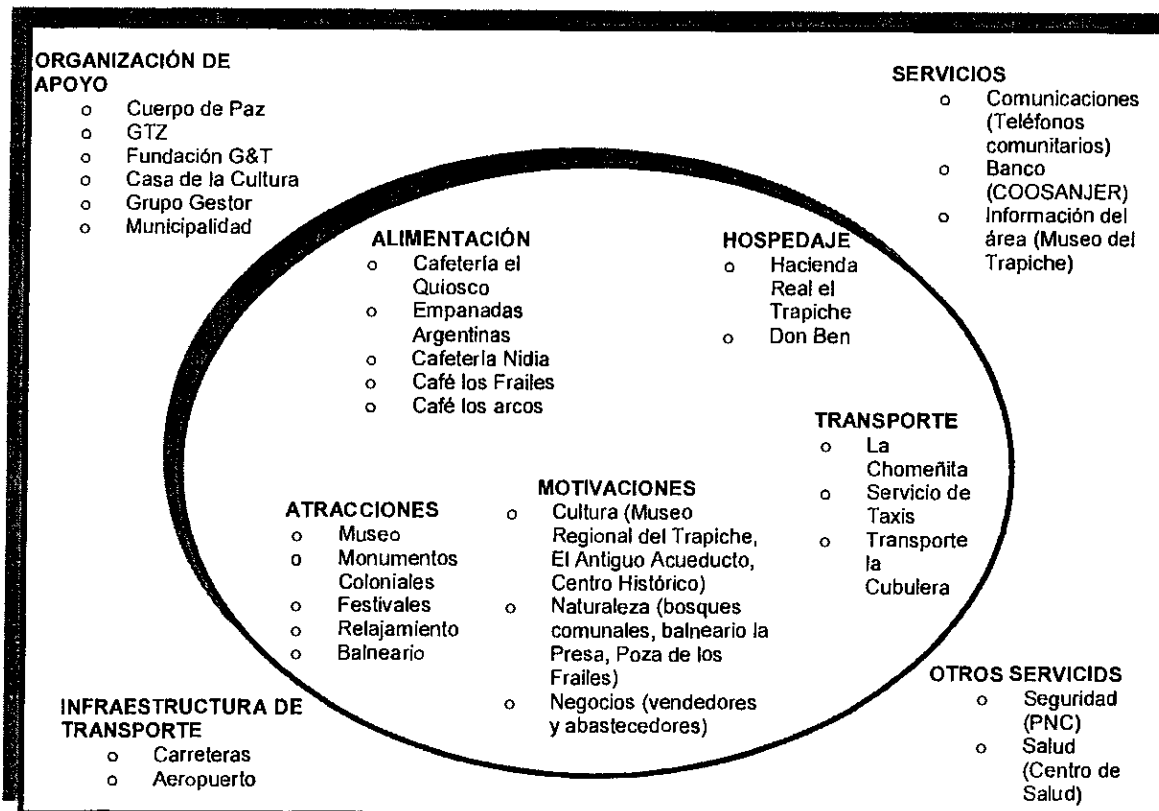 ORGANIZACIÓN DE
APOYO
o Cuerpo de Paz
o GTZ
o Fundación G&T
o Casa de la Cultura
o Grupo Gestor
o Municipalidad
SERVICIOS
o Comunicaciones
(Teléfonos
comunitarios)
o Banco
(COOSANJER)
o Información del
área (Museo del
Trapiche)
ALIMENTACIÓN
o Cafetería el
Quiosco
o Empanadas
Argentinas
o Cafetería Nidia
o Café los Frailes
o Café los arcos
HOSPEDAJE
o Hacienda
Real el
Trapiche
o Don Ben
TRANSPORTE
o La
Chomeñita
o Servicio de
Taxis
o Transporte
la
Cubulera
ATRACCIONES
o Museo
o Monumentos
Coloniales
o Festivales
o Relajamiento
o Balneario
MOTIVACIONES
o Cultura (Museo
Regional del Trapiche,
El Antiguo Acueducto,
Centro Histórico)
o Naturaleza (bosques
comunales, balneario la
Presa, Poza de los
Frailes)
o Negocios (vendedores
y abastecedores)
INFRAESTRUCTURA DE
TRANSPORTE
o Carreteras
o Aeropuerto
OTROS SERVICIDS
o Seguridad
(PNC)
o Salud
(Centro de
Salud)